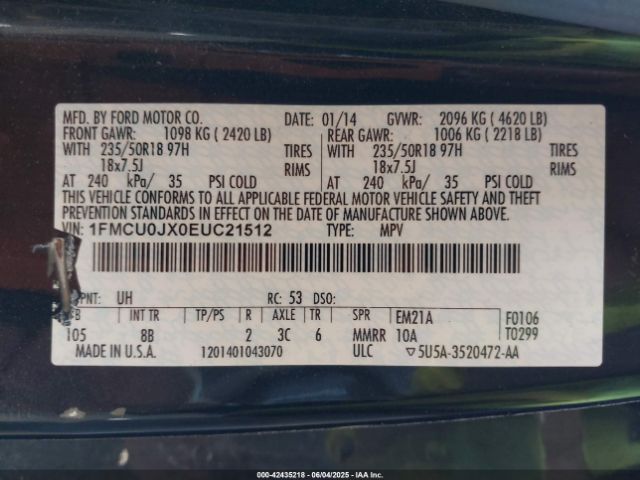 MFD. BY FORD MOTOR CO. DATE: 01/14 GVWR: 2096 KG ( 4620 LB)
FRONT GAWR: 1098 KG ( 2420 LB) REAR GAWR: 1006 KG ( 2218 LB)
WITH 235/50R18 97H TIRES WITH 235/50R18 97H TIRES
18x7.5J RIMS 18x7.5J RIMS
AT 240 kPa/ 35 PSI COLD AT 240 kPa/ 35 PSI COLD
THIS VEHICLE CONFORMS TO ALL APPLICABLE FEDERAL MOTOR VEHICLE SAFETY AND THEFT
PREVENTION STANDARDS IN EFFECT ON THE DATE OF MANUFACTURE SHOWN ABOVE.
VIN: 1FMCU0JX0EUC21512 TYPE: MPV
PNT: UH RC: 53 DSO:
B INT TR TP/PS R AXLE TR SPR EM21A F0106
105 8B 2 3C 6 MMRR 10A T0299
MADE IN U.S.A. 1201401043070 ULC ▽5U5A-3520472-AA
000-42435218 - 06/04/2025 - IAA Inc.